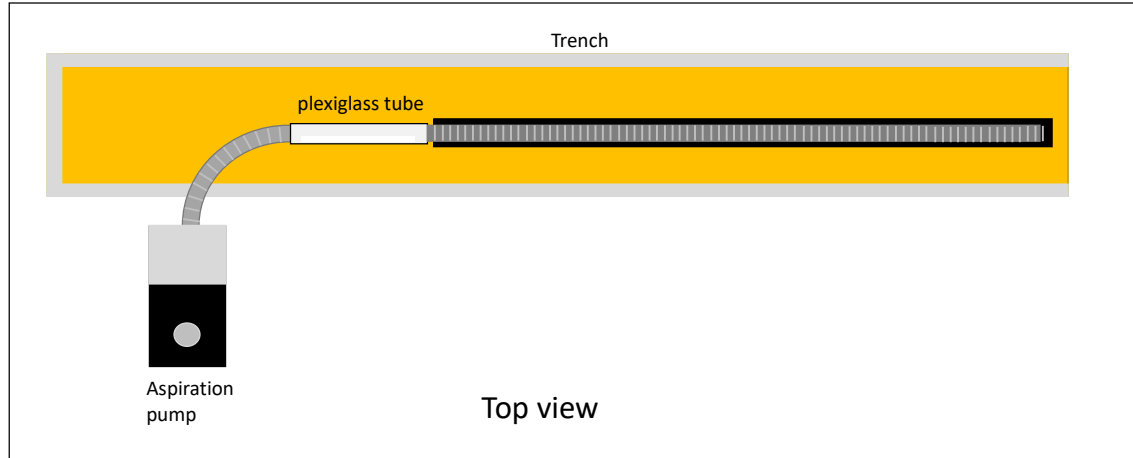 Trench
plexiglass tube
Aspiration
pump
Top view